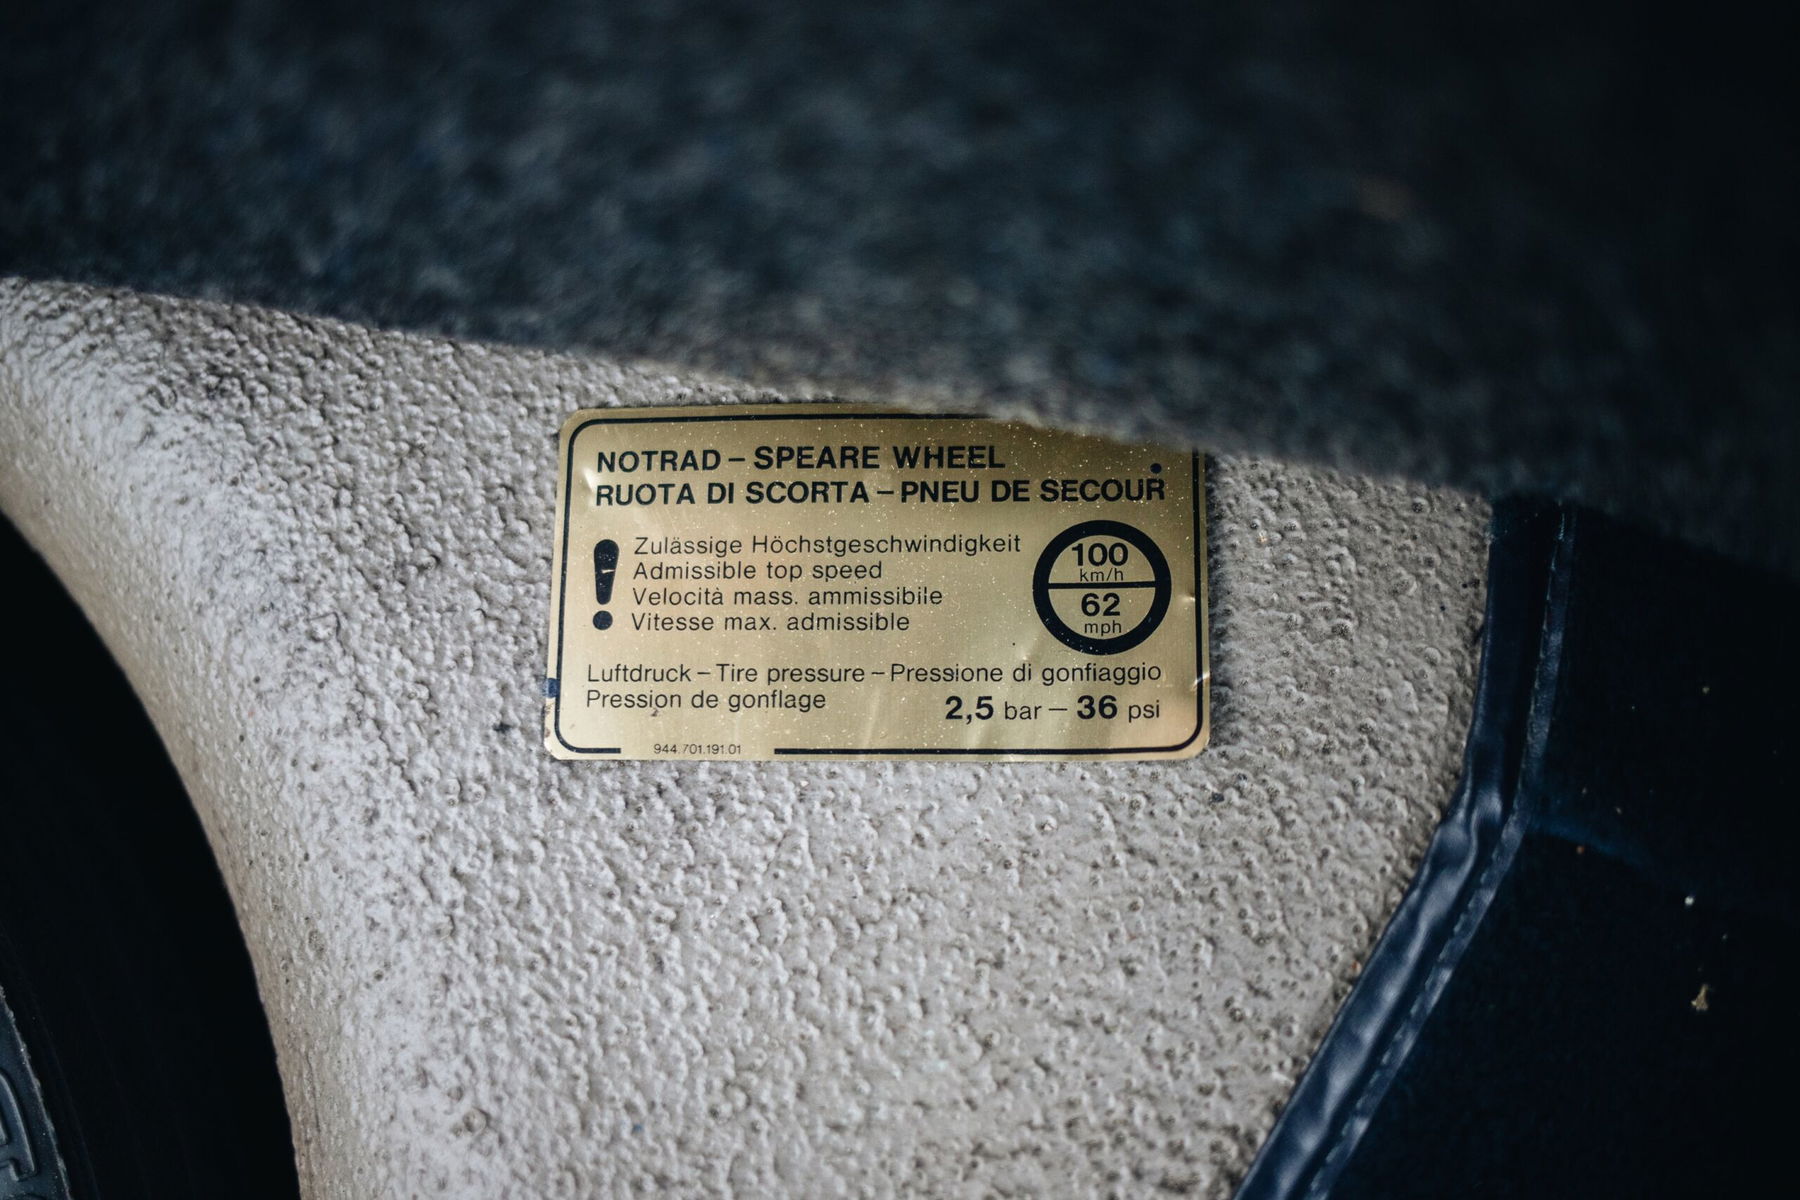 NOTRAD – SPEARE WHEEL
RUOTA DI SCORTA – PNEU DE SECOUR
Zulässige Höchstgeschwindigkeit
Admissible top speed
Velocità mass. ammissibile
Vitesse max. admissible
100
km/h
62
mph
Luftdruck – Tire pressure – Pressione di gonfiaggio
Pression de gonflage
2,5 bar – 36 psi
944.701.191.01